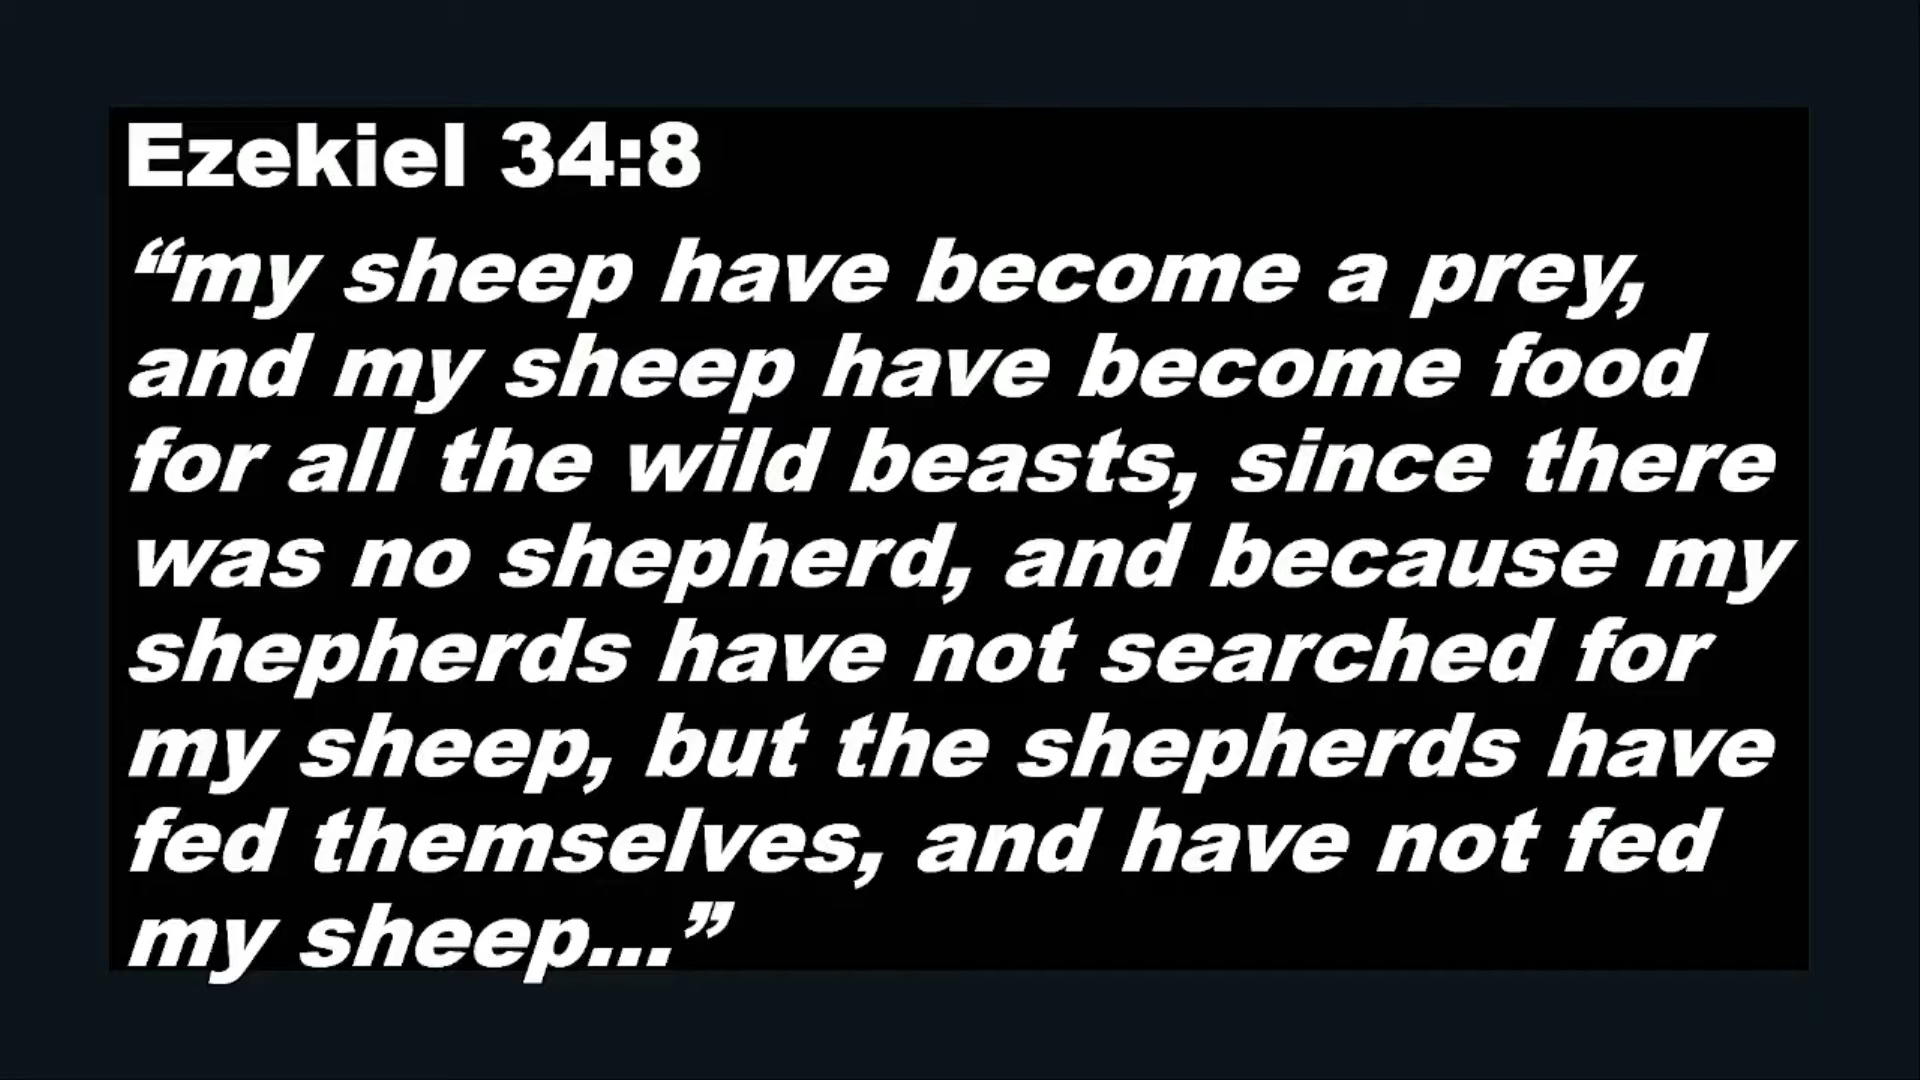 Ezekiel 34:8
“my sheep have become a prey,
and my sheep have become food
for all the wild beasts, since there
was no shepherd, and because my
shepherds have not searched for
my sheep, but the shepherds have
fed themselves, and have not fed
my sheep...”